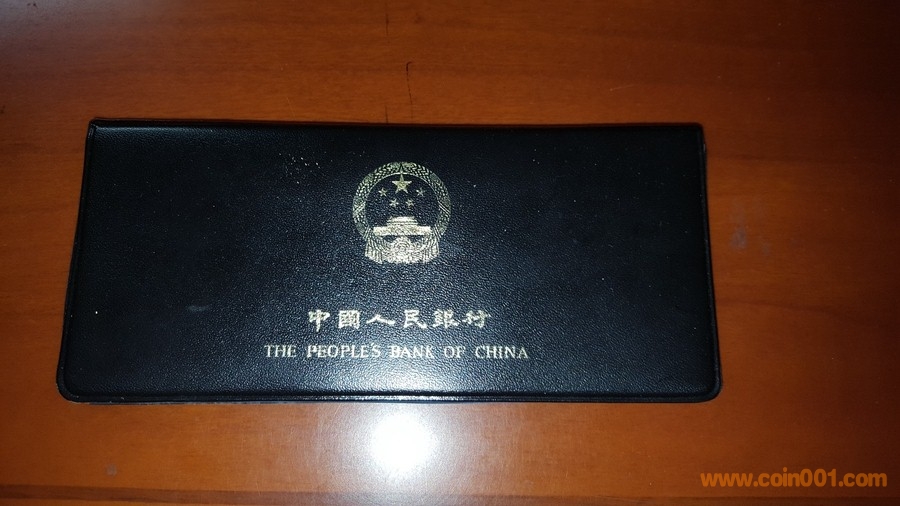 中國人民銀行
THE PEOPLE'S BANK OF CHINA
www.coin001.com